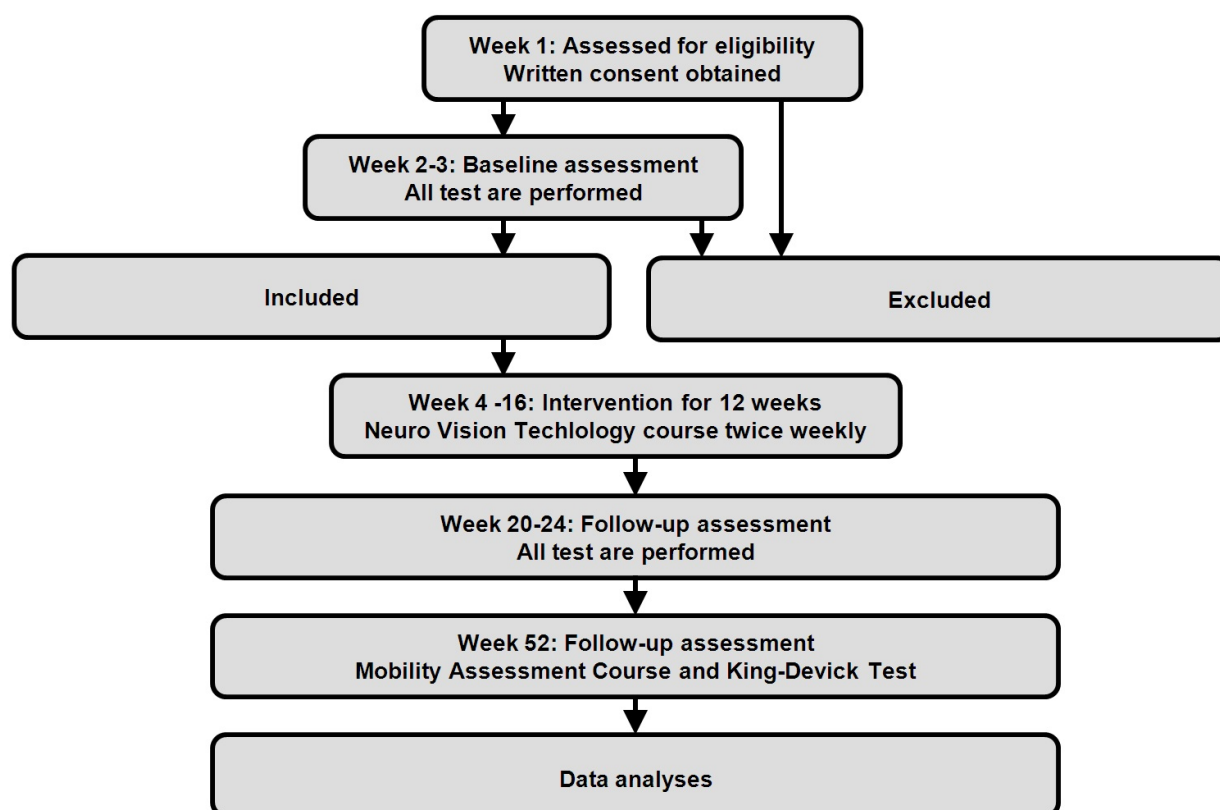 Week 1: Assessed for eligibility
Written consent obtained
Week 2-3: Baseline assessment
All test are performed
Included
Excluded
Week 4 -16: Intervention for 12 weeks
Neuro Vision Techlology course twice weekly
Week 20-24: Follow-up assessment
All test are performed
Week 52: Follow-up assessment
Mobility Assessment Course and King-Devick Test
Data analyses